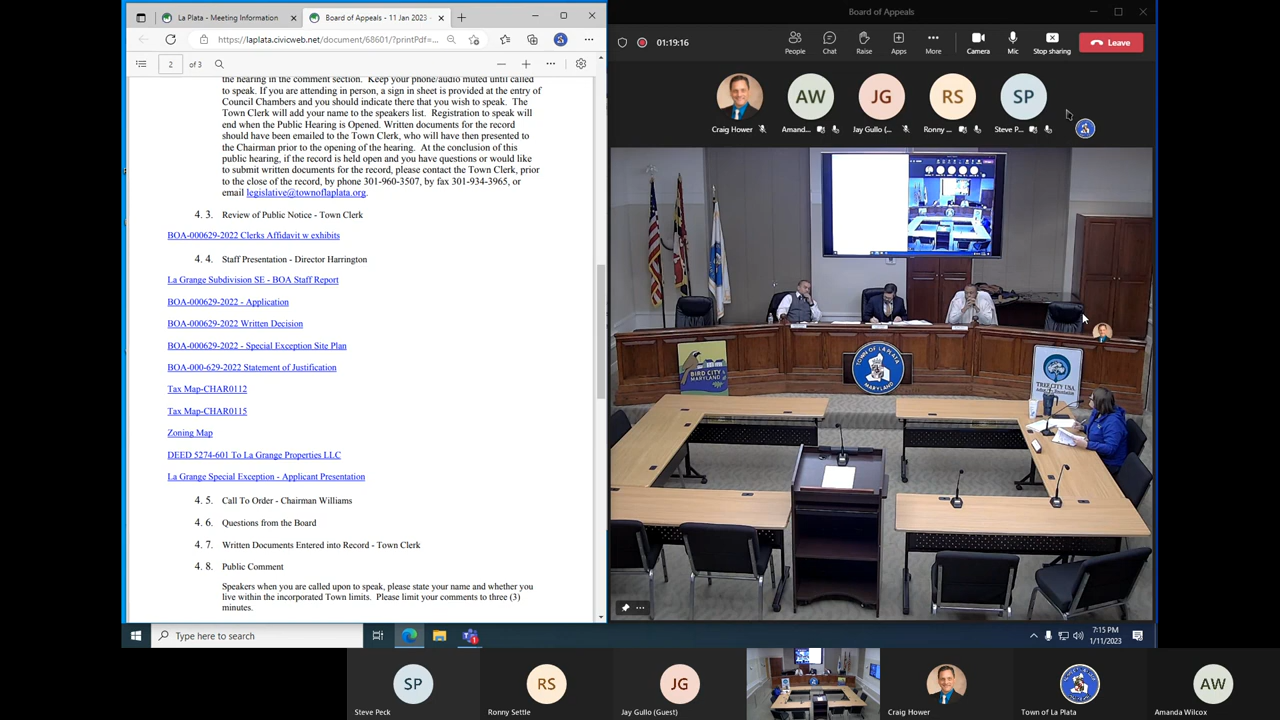 La Plata - Meeting Information
Board of Appeals - 11 Jan 2023 -
https://laplata.civicweb.net/document/68601/?printPdf=...
2 of 3
the hearing in the comment section. Keep your phone/audio muted until called
to speak. If you are attending in person, a sign in sheet is provided at the entry of
Council Chambers and you should indicate there that you wish to speak. The
Town Clerk will add your name to the speakers list. Registration to speak will
end when the Public Hearing is Opened. Written documents for the record
should have been emailed to the Town Clerk, who will have then presented to
the Chairman prior to the opening of the hearing. At the conclusion of this
public hearing, if the record is held open and you have questions or would like
to submit written documents for the record, please contact the Town Clerk, prior
to the close of the record, by phone 301-960-3507, by fax 301-934-3965, or
email legislative@townoflaplata.org.
4. 3. Review of Public Notice - Town Clerk
BOA-000629-2022 Clerks Affidavit w exhibits
4. 4. Staff Presentation - Director Harrington
La Grange Subdivision SE - BOA Staff Report
BOA-000629-2022 - Application
BOA-000629-2022 Written Decision
BOA-000629-2022 - Special Exception Site Plan
BOA-000-629-2022 Statement of Justification
Tax Map-CHAR0112
Tax Map-CHAR0115
Zoning Map
DEED 5274-601 To La Grange Properties LLC
La Grange Special Exception - Applicant Presentation
4. 5. Call To Order - Chairman Williams
4. 6. Questions from the Board
4. 7. Written Documents Entered into Record - Town Clerk
4. 8. Public Comment
Speakers when you are called upon to speak, please state your name and whether you
live within the incorporated Town limits. Please limit your comments to three (3)
minutes.
Type here to search
Board of Appeals
01:19:16
People Chat Raise Apps More Camera Mic Stop sharing Leave
AW JG RS SP
Craig Hower Amand... Jay Gullo (... Ronny ... Steve P...
BIRD CITY
MARYLAND
TOWN OF LA PLATA
MARYLAND
TREE CITY USA
7:15 PM
1/11/2023
SP RS JG AW
Steve Peck Ronny Settle Jay Gullo (Guest) Craig Hower Town of La Plata Amanda Wilcox